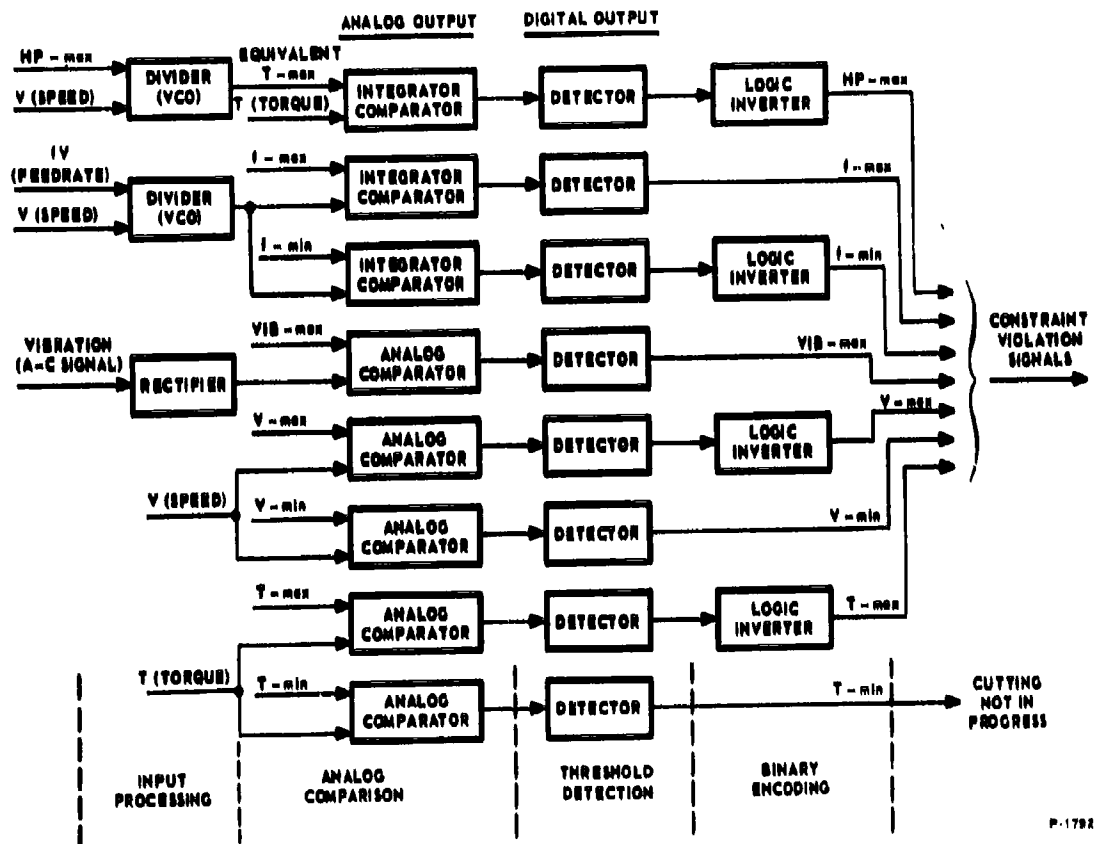 ANALOG OUTPUT
DIGITAL OUTPUT
HP-max
V (SPEED)
DIVIDER
(VCO)
EQUIVALENT
T-max
T (TORQUE)
INTEGRATOR
COMPARATOR
DETECTOR
LOGIC
INVERTER
HP-max
fV
(FEEDRATE)
V (SPEED)
DIVIDER
(VCO)
f-max
INTEGRATOR
COMPARATOR
DETECTOR
f-max
f-min
INTEGRATOR
COMPARATOR
DETECTOR
LOGIC
INVERTER
f-min
VIBRATION
(A-C SIGNAL)
RECTIFIER
VIB-max
ANALOG
COMPARATOR
DETECTOR
VIB-max
CONSTRAINT
VIOLATION
SIGNALS
V-max
ANALOG
COMPARATOR
DETECTOR
LOGIC
INVERTER
V-max
V (SPEED)
V-min
ANALOG
COMPARATOR
DETECTOR
V-min
T-max
ANALOG
COMPARATOR
DETECTOR
LOGIC
INVERTER
T-max
T (TORQUE)
T-min
ANALOG
COMPARATOR
DETECTOR
T-min
CUTTING
NOT IN
PROGRESS
INPUT
PROCESSING
ANALOG
COMPARISON
THRESHOLD
DETECTION
BINARY
ENCODING
P-1792